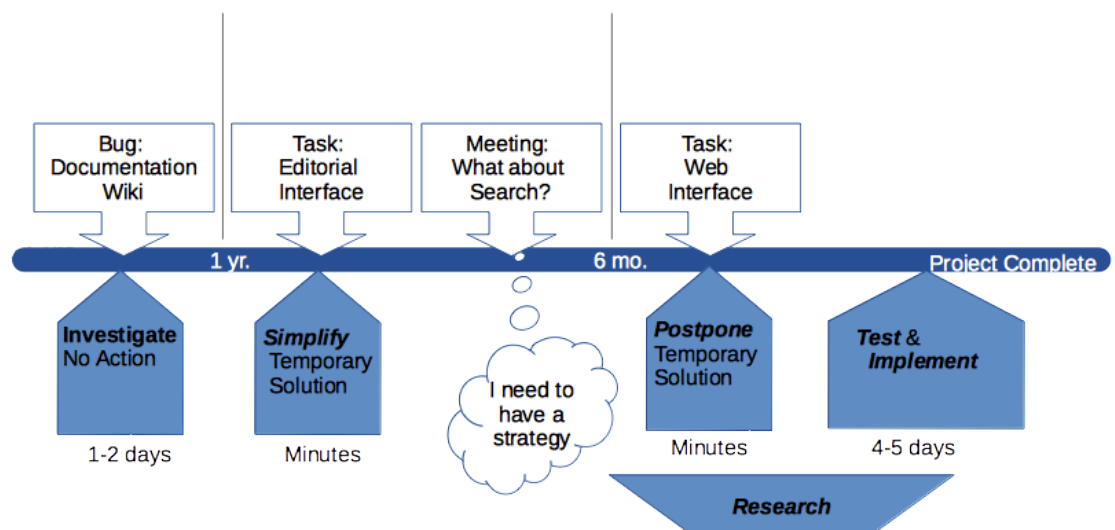 Bug:
Documentation
Wiki
Task:
Editorial
Interface
Meeting:
What about
Search?
Task:
Web
Interface
1 yr.
6 mo.
Project Complete
Investigate
No Action
Simplify
Temporary
Solution
I need to
have a
strategy
Postpone
Temporary
Solution
Test &
Implement
1-2 days
Minutes
Minutes
4-5 days
Research